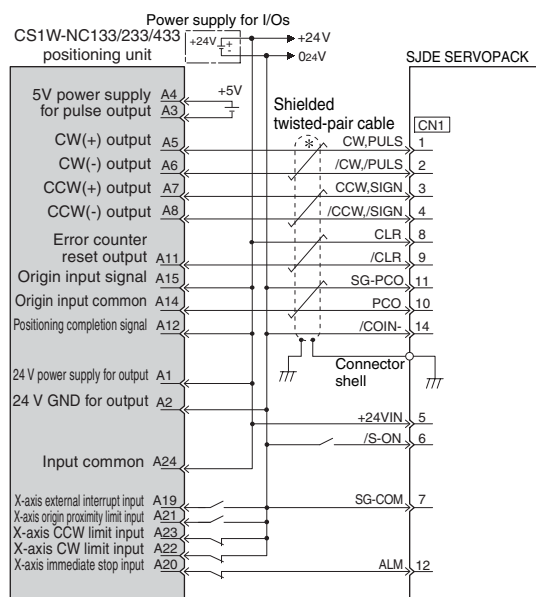 Power supply for I/Os
CS1W-NC133/233/433
positioning unit
+24V
+
-
+24V
024V
SJDE SERVOPACK
5V power supply
for pulse output
A4
A3
+5V
Shielded
twisted-pair cable
CN1
CW(+) output A5 * CW,PULS 1
CW(-) output A6 /CW,/PULS 2
CCW(+) output A7 CCW,SIGN 3
CCW(-) output A8 /CCW,/SIGN 4
CLR 8
Error counter
reset output A11 /CLR 9
Origin input signal A15 SG-PCO 11
Origin input common A14 PCO 10
Positioning completion signal A12 /COIN- 14
Connector
shell
24 V power supply for output A1
24 V GND for output A2
+24VIN 5
/S-ON 6
Input common A24
X-axis external interrupt input A19 SG-COM 7
X-axis origin proximity limit input A21
X-axis CCW limit input A23
X-axis CW limit input A22
X-axis immediate stop input A20 ALM 12